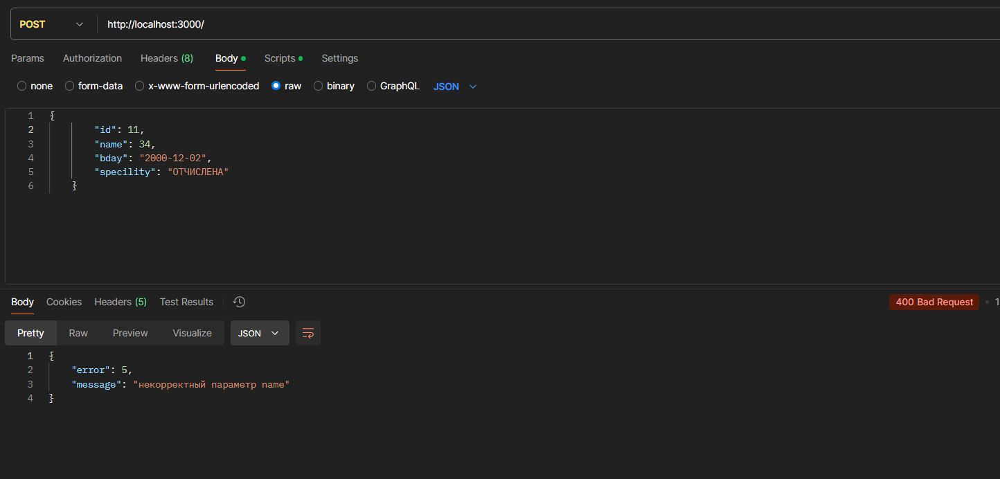 POST http://localhost:3000/
Params Authorization Headers (8) Body Scripts Settings
none form-data x-www-form-urlencoded raw binary GraphQL JSON
1 {
2 "id": 11,
3 "name": 34,
4 "bday": "2000-12-02",
5 "specility": "ОТЧИСЛЕНА"
6 }
Body Cookies Headers (5) Test Results 400 Bad Request 1
Pretty Raw Preview Visualize JSON
1 {
2 "error": 5,
3 "message": "некорректный параметр name"
4 }